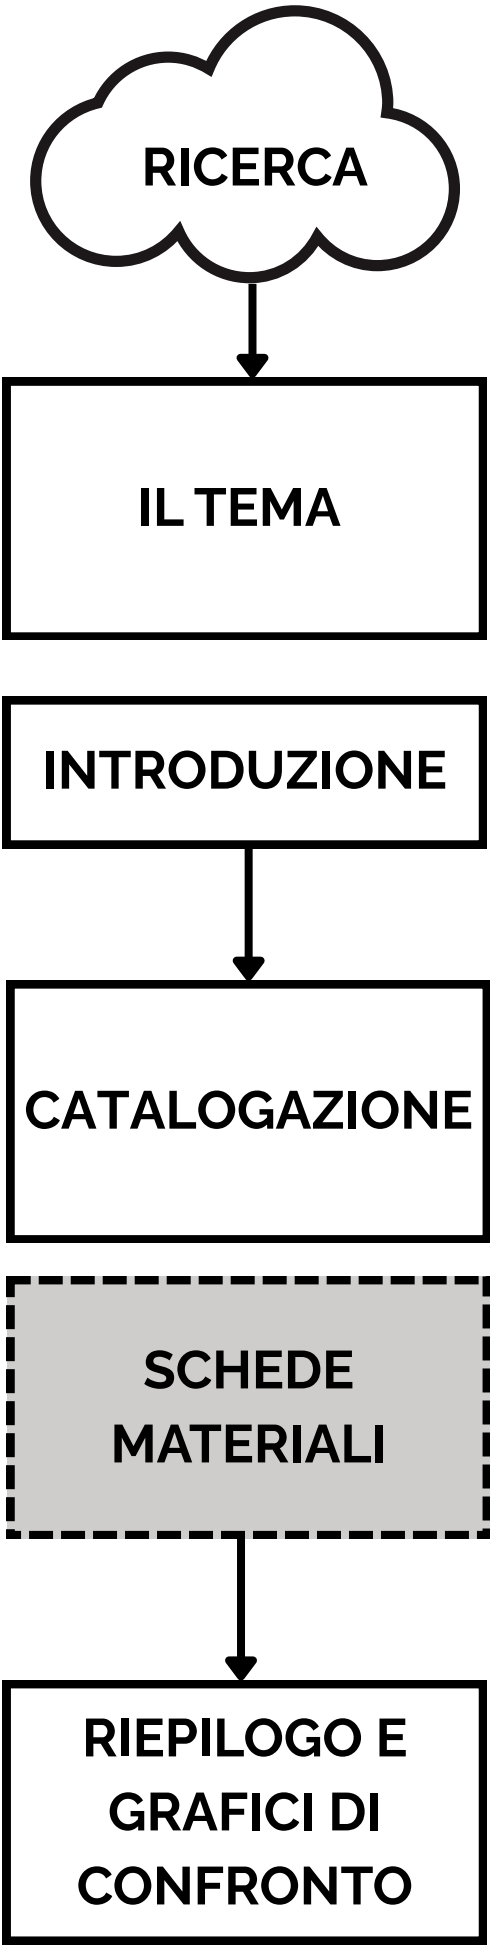 RICERCA
IL TEMA
INTRODUZIONE
CATALOGAZIONE
SCHEDE
MATERIALI
RIEPILOGO E
GRAFICI DI
CONFRONTO